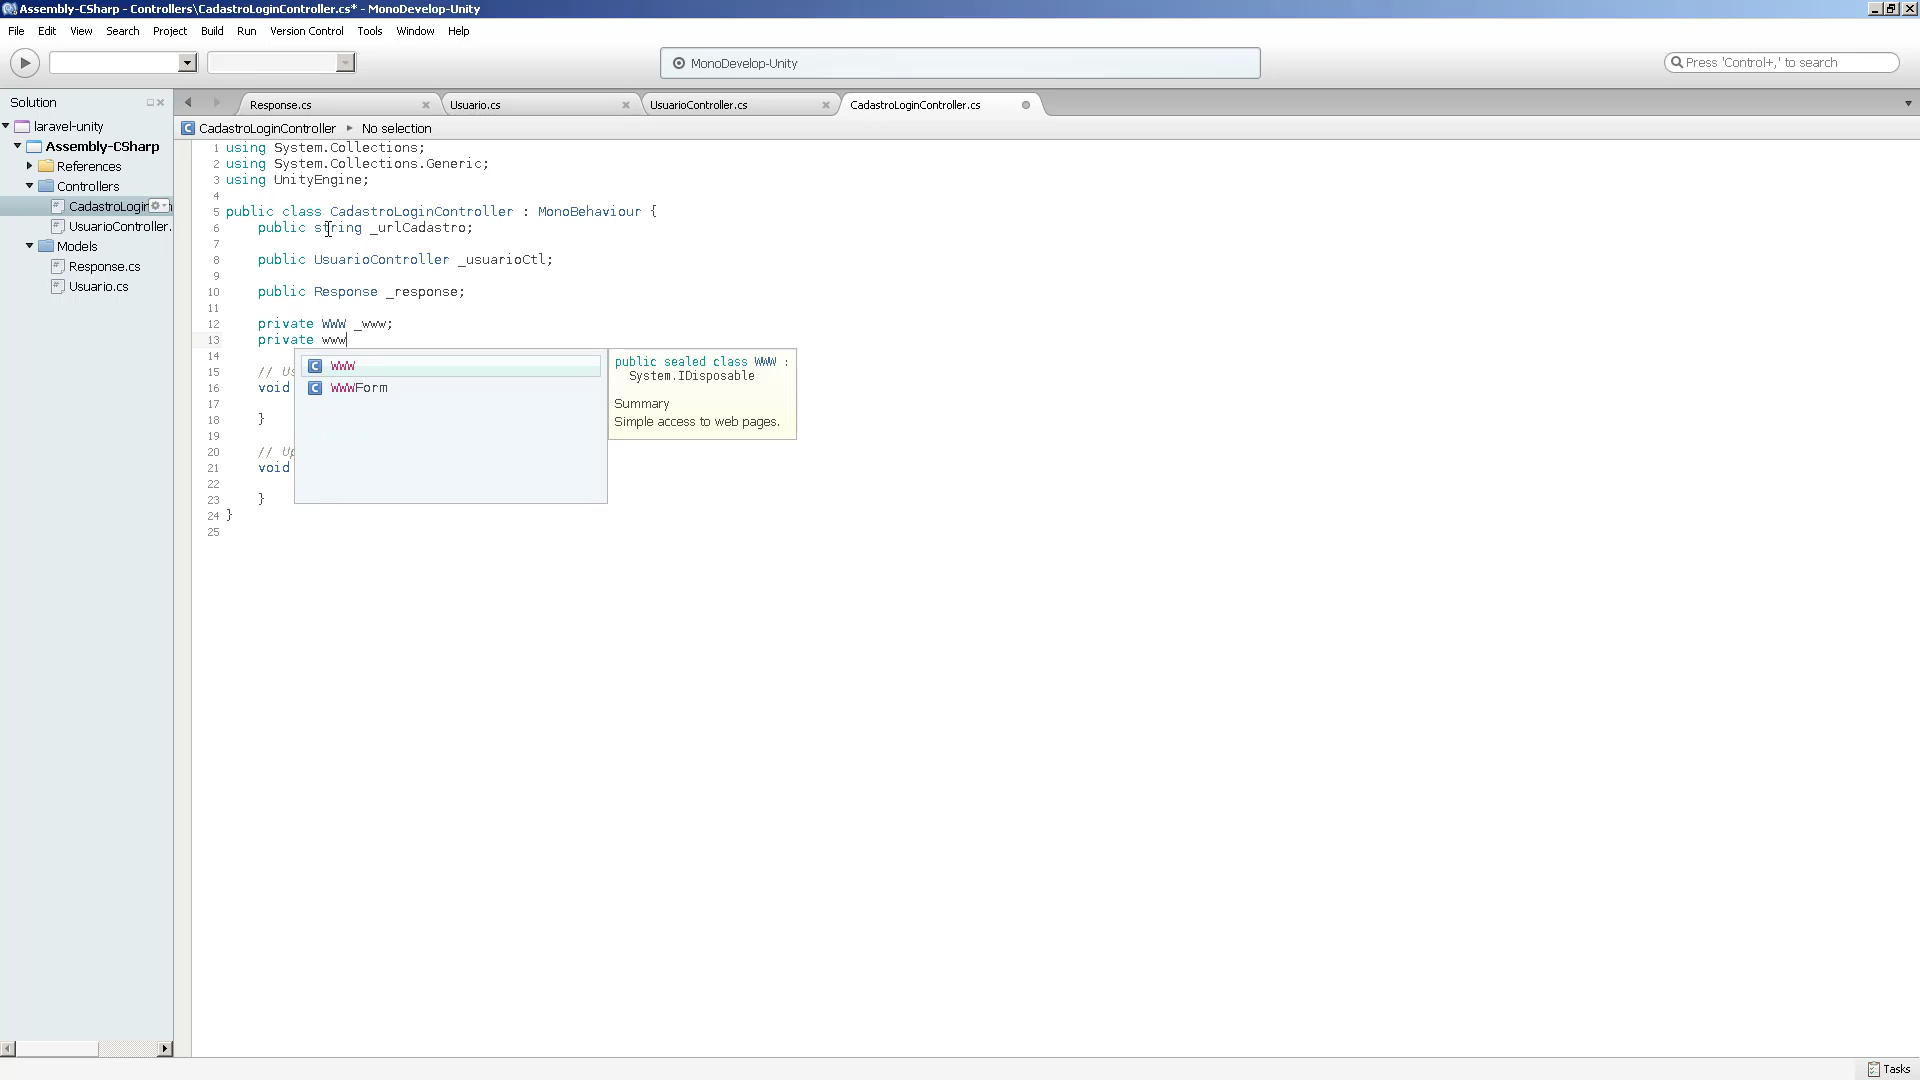 Assembly-CSharp - Controllers\CadastroLoginController.cs* - MonoDevelop-Unity
File Edit View Search Project Build Run Version Control Tools Window Help
MonoDevelop-Unity
Press 'Control+,' to search
Solution
Response.cs Usuario.cs UsuarioController.cs CadastroLoginController.cs
CadastroLoginController No selection
laravel-unity
Assembly-CSharp
References
Controllers
CadastroLogin
UsuarioController.
Models
Response.cs
Usuario.cs
1 using System.Collections;
2 using System.Collections.Generic;
3 using UnityEngine;
4
5 public class CadastroLoginController : MonoBehaviour {
6 public string _urlCadastro;
7
8 public UsuarioController _usuarioCtl;
9
10 public Response _response;
11
12 private WWW _www;
13 private www
14
15 // Us
16 void
17
18 }
19
20 // Up
21 void
22
23 }
24 }
25
WWW
WWWForm
public sealed class WWW :
System.IDisposable
Summary
Simple access to web pages.
Tasks